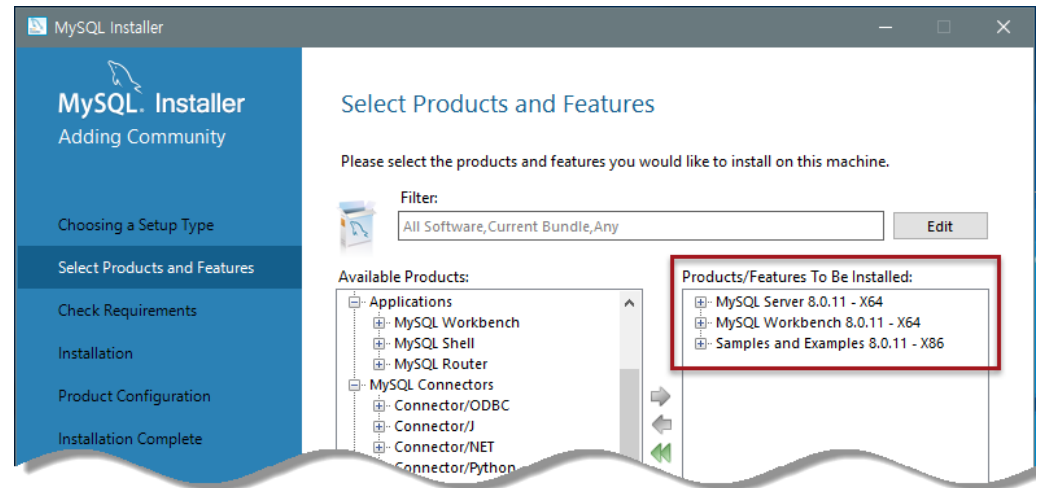 MySQL Installer
MySQL. Installer
Adding Community
Choosing a Setup Type
Select Products and Features
Check Requirements
Installation
Product Configuration
Installation Complete
Select Products and Features
Please select the products and features you would like to install on this machine.
Filter:
All Software,Current Bundle,Any
Edit
Available Products:
Applications
MySQL Workbench
MySQL Shell
MySQL Router
MySQL Connectors
Connector/ODBC
Connector/J
Connector/NET
Connector/Python
Products/Features To Be Installed:
MySQL Server 8.0.11 - X64
MySQL Workbench 8.0.11 - X64
Samples and Examples 8.0.11 - X86